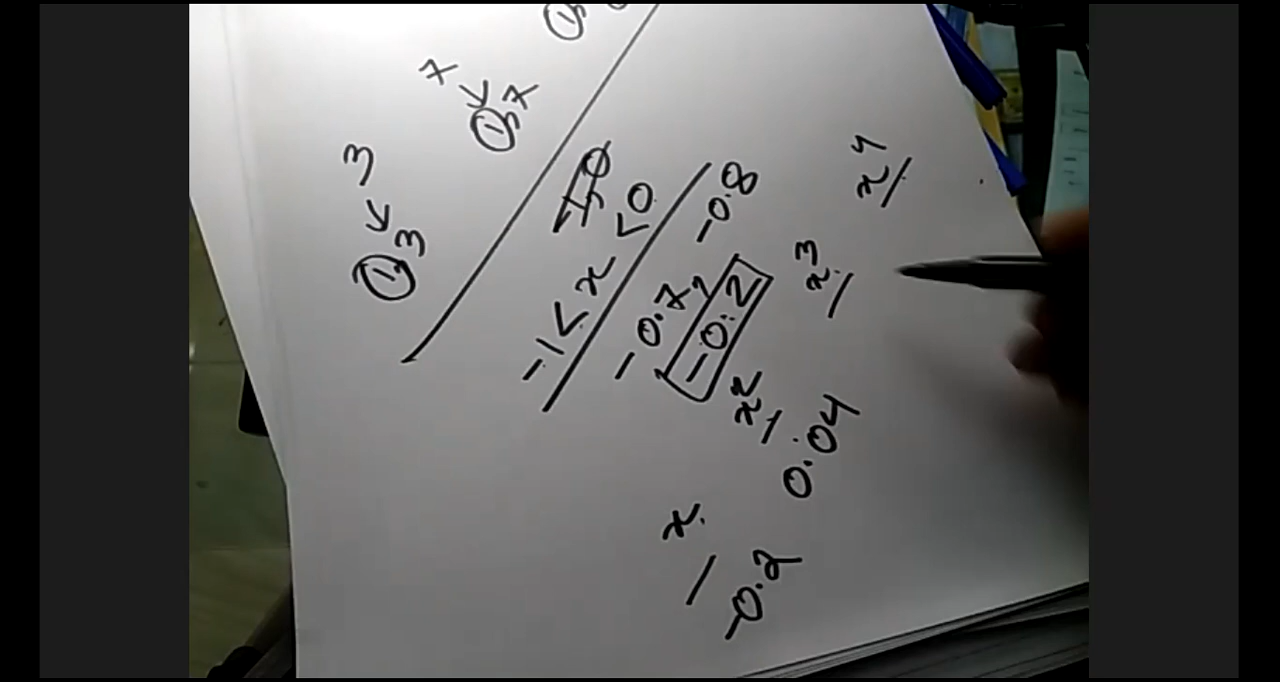 3 7
①,3 ①,7
-1 < x < 0
-0.7, -0.8
-0.2
x x² x³ x⁴
-0.2 0.04